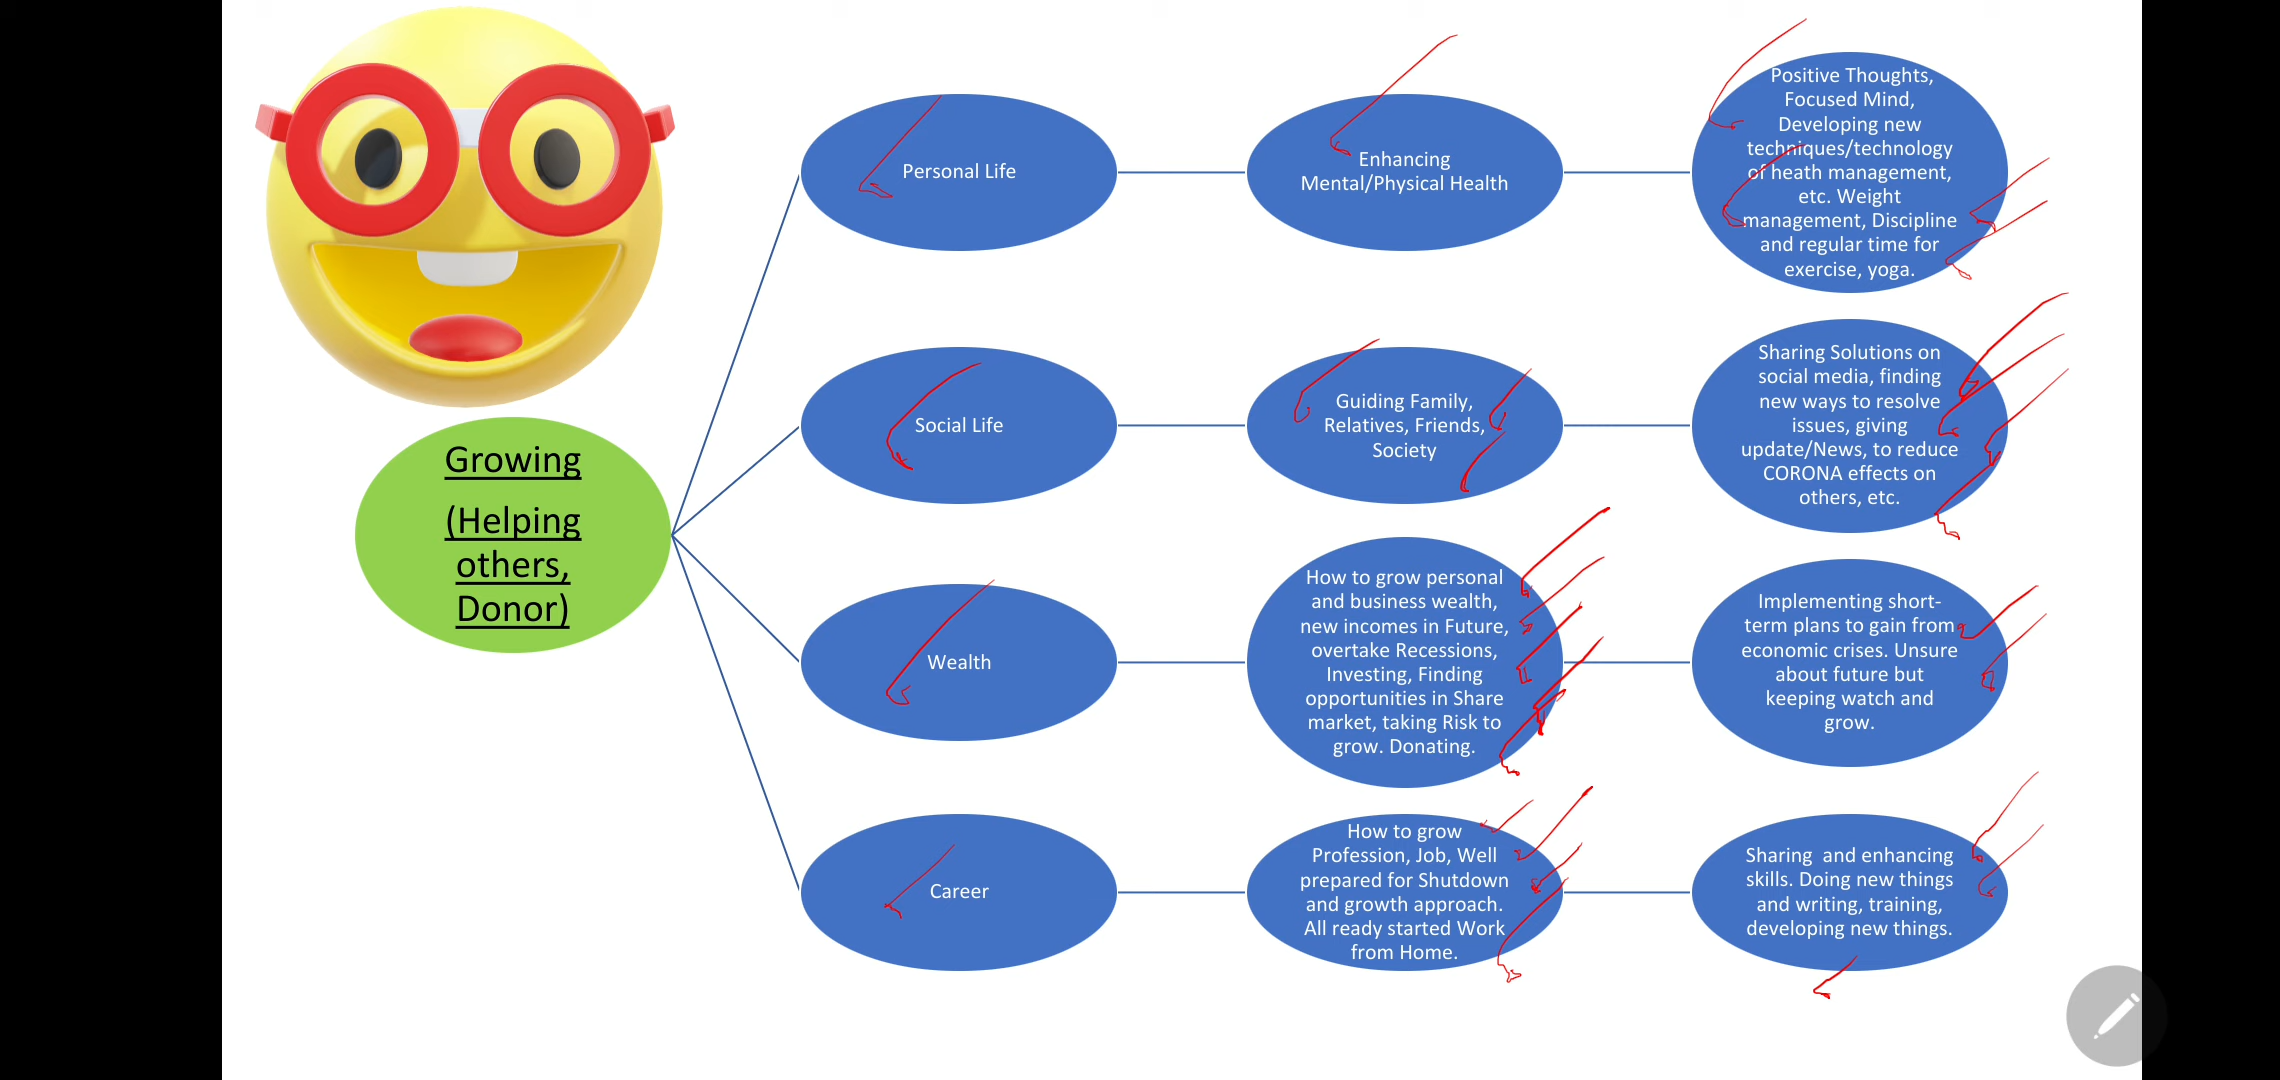 Growing
(Helping
others,
Donor)
Personal Life
Enhancing
Mental/Physical Health
Positive Thoughts,
Focused Mind,
Developing new
techniques/technology
of heath management,
etc. Weight
management, Discipline
and regular time for
exercise, yoga.
Social Life
Guiding Family,
Relatives, Friends,
Society
Sharing Solutions on
social media, finding
new ways to resolve
issues, giving
update/News, to reduce
CORONA effects on
others, etc.
Wealth
How to grow personal
and business wealth,
new incomes in Future,
overtake Recessions,
Investing, Finding
opportunities in Share
market, taking Risk to
grow. Donating.
Implementing short-
term plans to gain from
economic crises. Unsure
about future but
keeping watch and
grow.
Career
How to grow
Profession, Job, Well
prepared for Shutdown
and growth approach.
All ready started Work
from Home.
Sharing  and enhancing
skills. Doing new things
and writing, training,
developing new things.